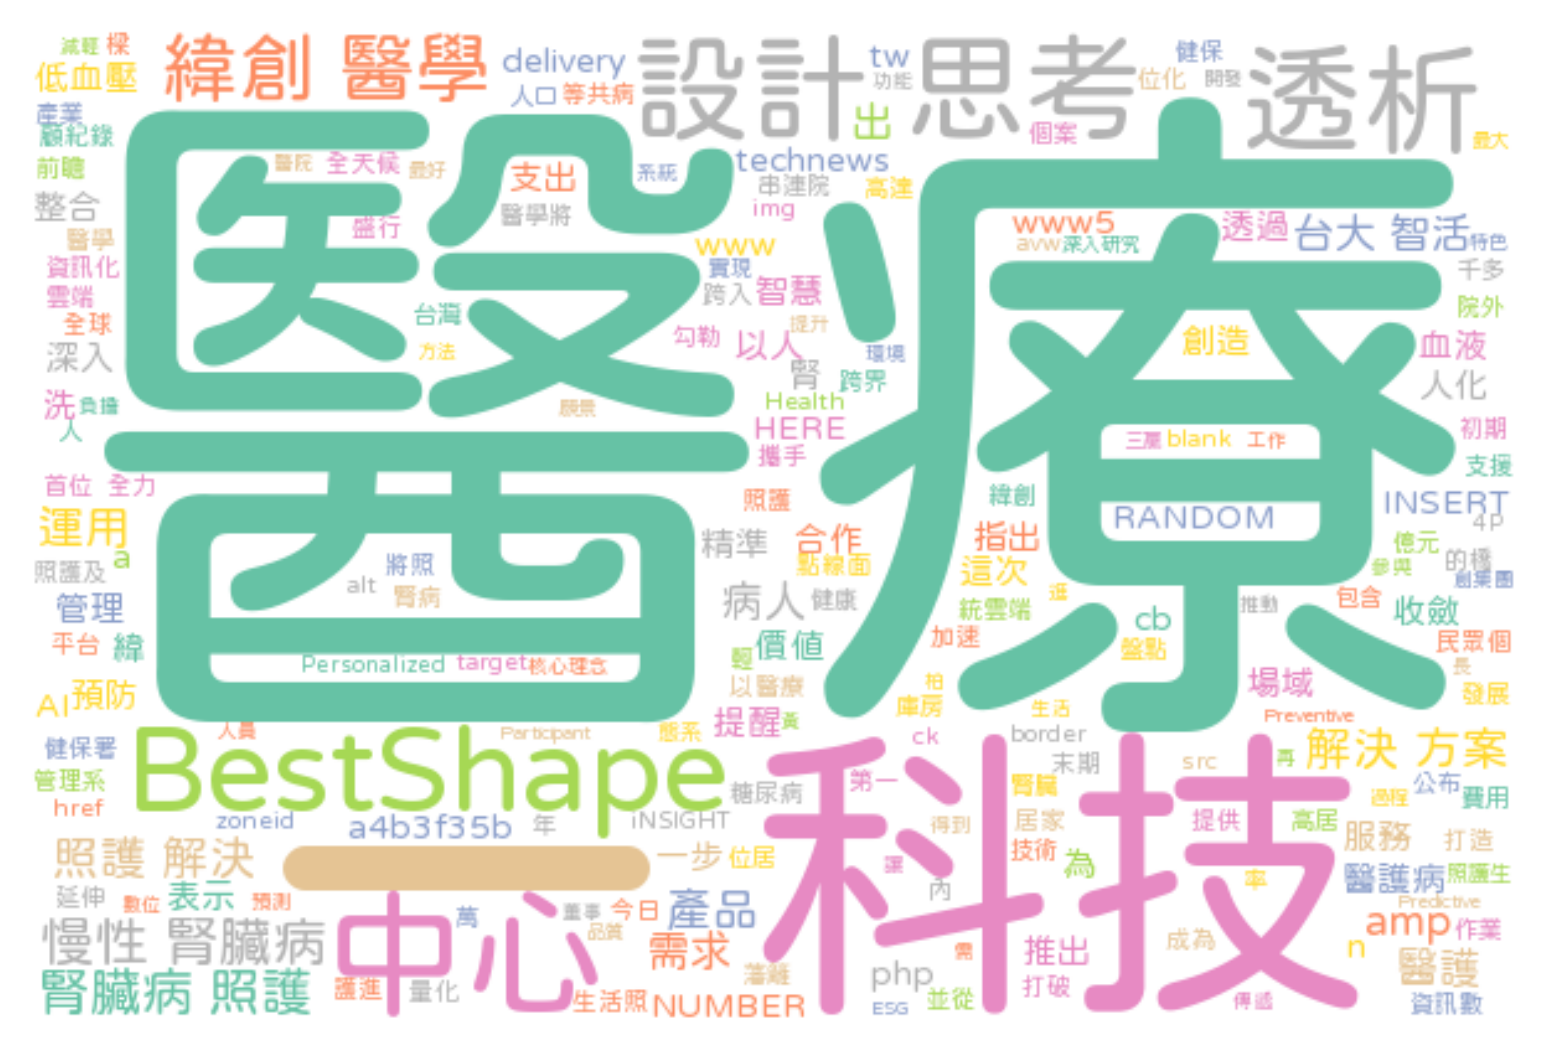 減輕 樑
緯創 醫學 delivery 設計思考 tw 健保 透析
低血壓 人口 等共病 功能 出 位化 開發
產業
顧紀錄 個案 最大
前瞻 醫院 全天候 最好 支出 系統 technews
整合 醫學將 串連院 高達
醫學 盛行 img www5 透過 台大 智活 特色
資訊化 www avw 深入研究
雲端 實現 跨入 智慧 千多
全球 台灣 提升 院外
深入 方法 勾勒 以人 環境 創造 血液
醫療
腎 跨界 人化
洗 負擔 願景 Health
人 HERE 三屋 blank 工作 初期
攜手 支援
首位 全力 照護 緯創 RANDOM INSERT
運用 精準 合作 指出 4P
照護及 a alt 將照 點線面 這次 億元 的橋
腎病 參與 創集團
管理 病人 健康 統雲端 進 cb 推動 包含 收斂
平台 緯 價值 加速 盤點 民眾個
Personalized target 核心理念 輕 長
AI 預防 以醫療 柏 場域 發展
人員 Participant 態系 提醒 黃 庫房 生活 Preventive
健保署 BestShape ck border 解決 方案
管理系 第一 末期 src 再 公布
href 糖尿病 腎臟 過程 費用
zoneid a4b3f35b 年 iNSIGHT 科技 得到 居家 提供 高居 服務 打造
照護 解決 一 一步 位居 讓 技術 為 醫護病 照護生
延伸 數位 表示 預測 內 率 Predictive
慢性 腎臟病 中心 萬 董事 今日 產品 amp 作業
品質 需求 需 推出 成為 n 醫護
腎臟病 照護 護進 量化 藩籬 php 打破
生活照 NUMBER ESG 並從 傳遞 資訊數